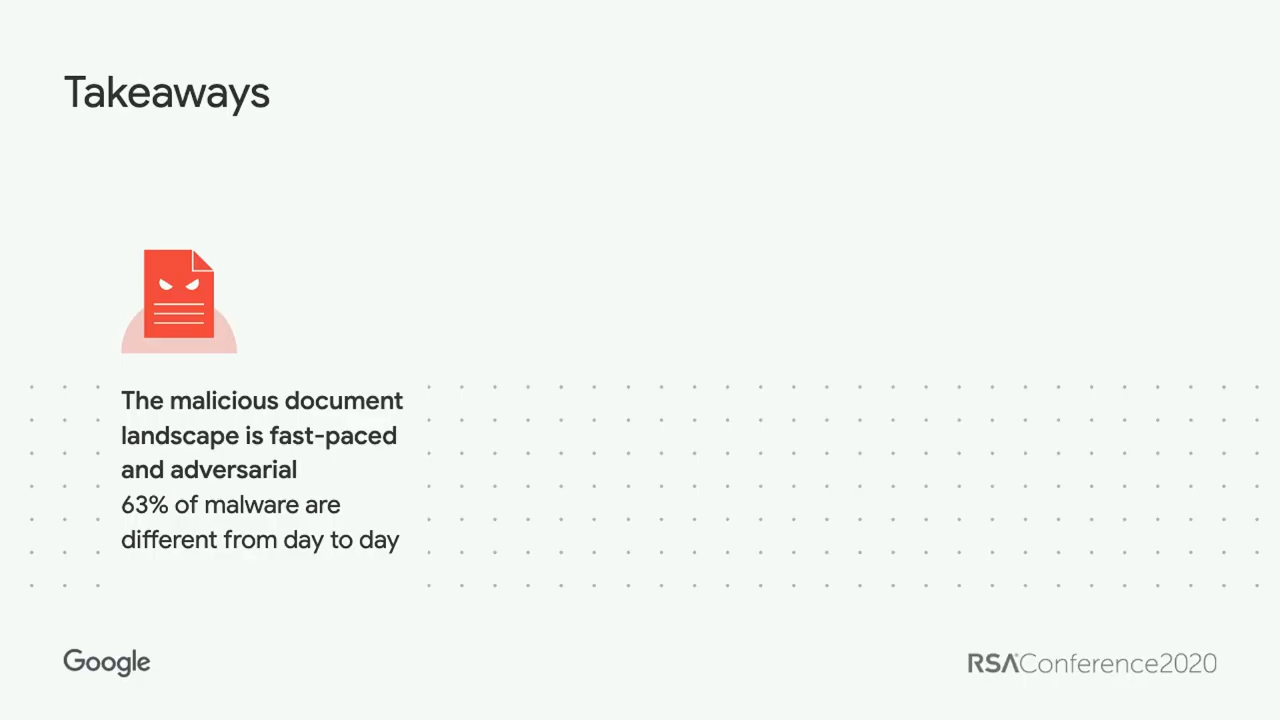 Takeaways
The malicious document
landscape is fast-paced
and adversarial
63% of malware are
different from day to day
Google
RSAConference2020